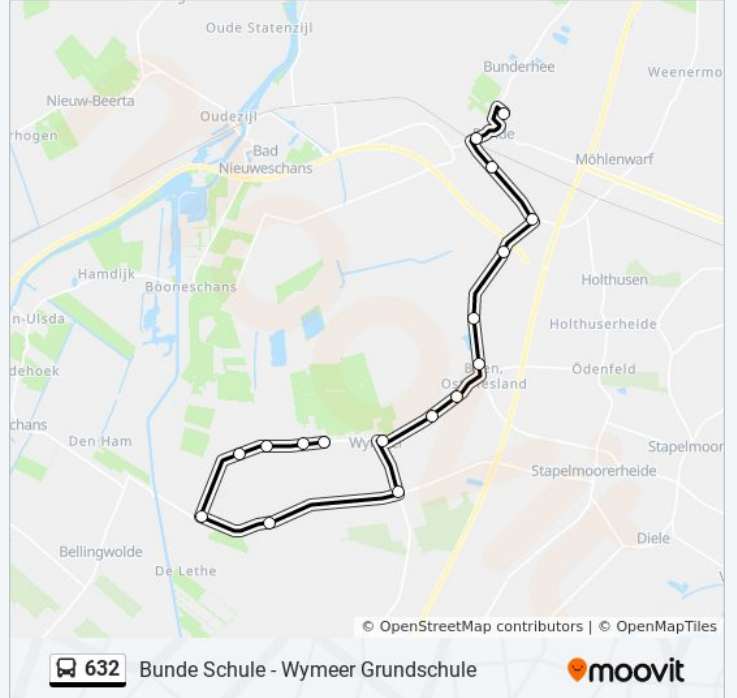 Oude Statenzijl
Bunderhee
Weenermo
Nieuw-Beerta
Oudezijl
rhogen
Bad
Nieuweschans
Möhlenwarf
Hamdijk
Booneschans
Holthusen
n-Ulsda
Holthuserheide
dehoek
Ödenfeld
chans
Den Ham
Stapelmoor
Stapelmoorerheide
Diele
Bellingwolde
De Lethe
© OpenStreetMap contributors | © OpenMapTiles
632 Bunde Schule - Wymeer Grundschule
moovit